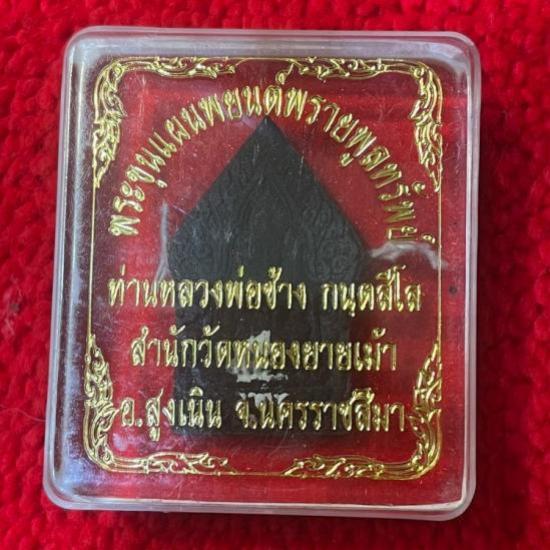 พระขุนแผนพยนต์พรายพูลทรัพย์
ท่านหลวงพ่อช้าง กนฺตสีโล
สำนักวัดหนองยายเม้า
อ.สูงเนิน จ.นครราชสีมา